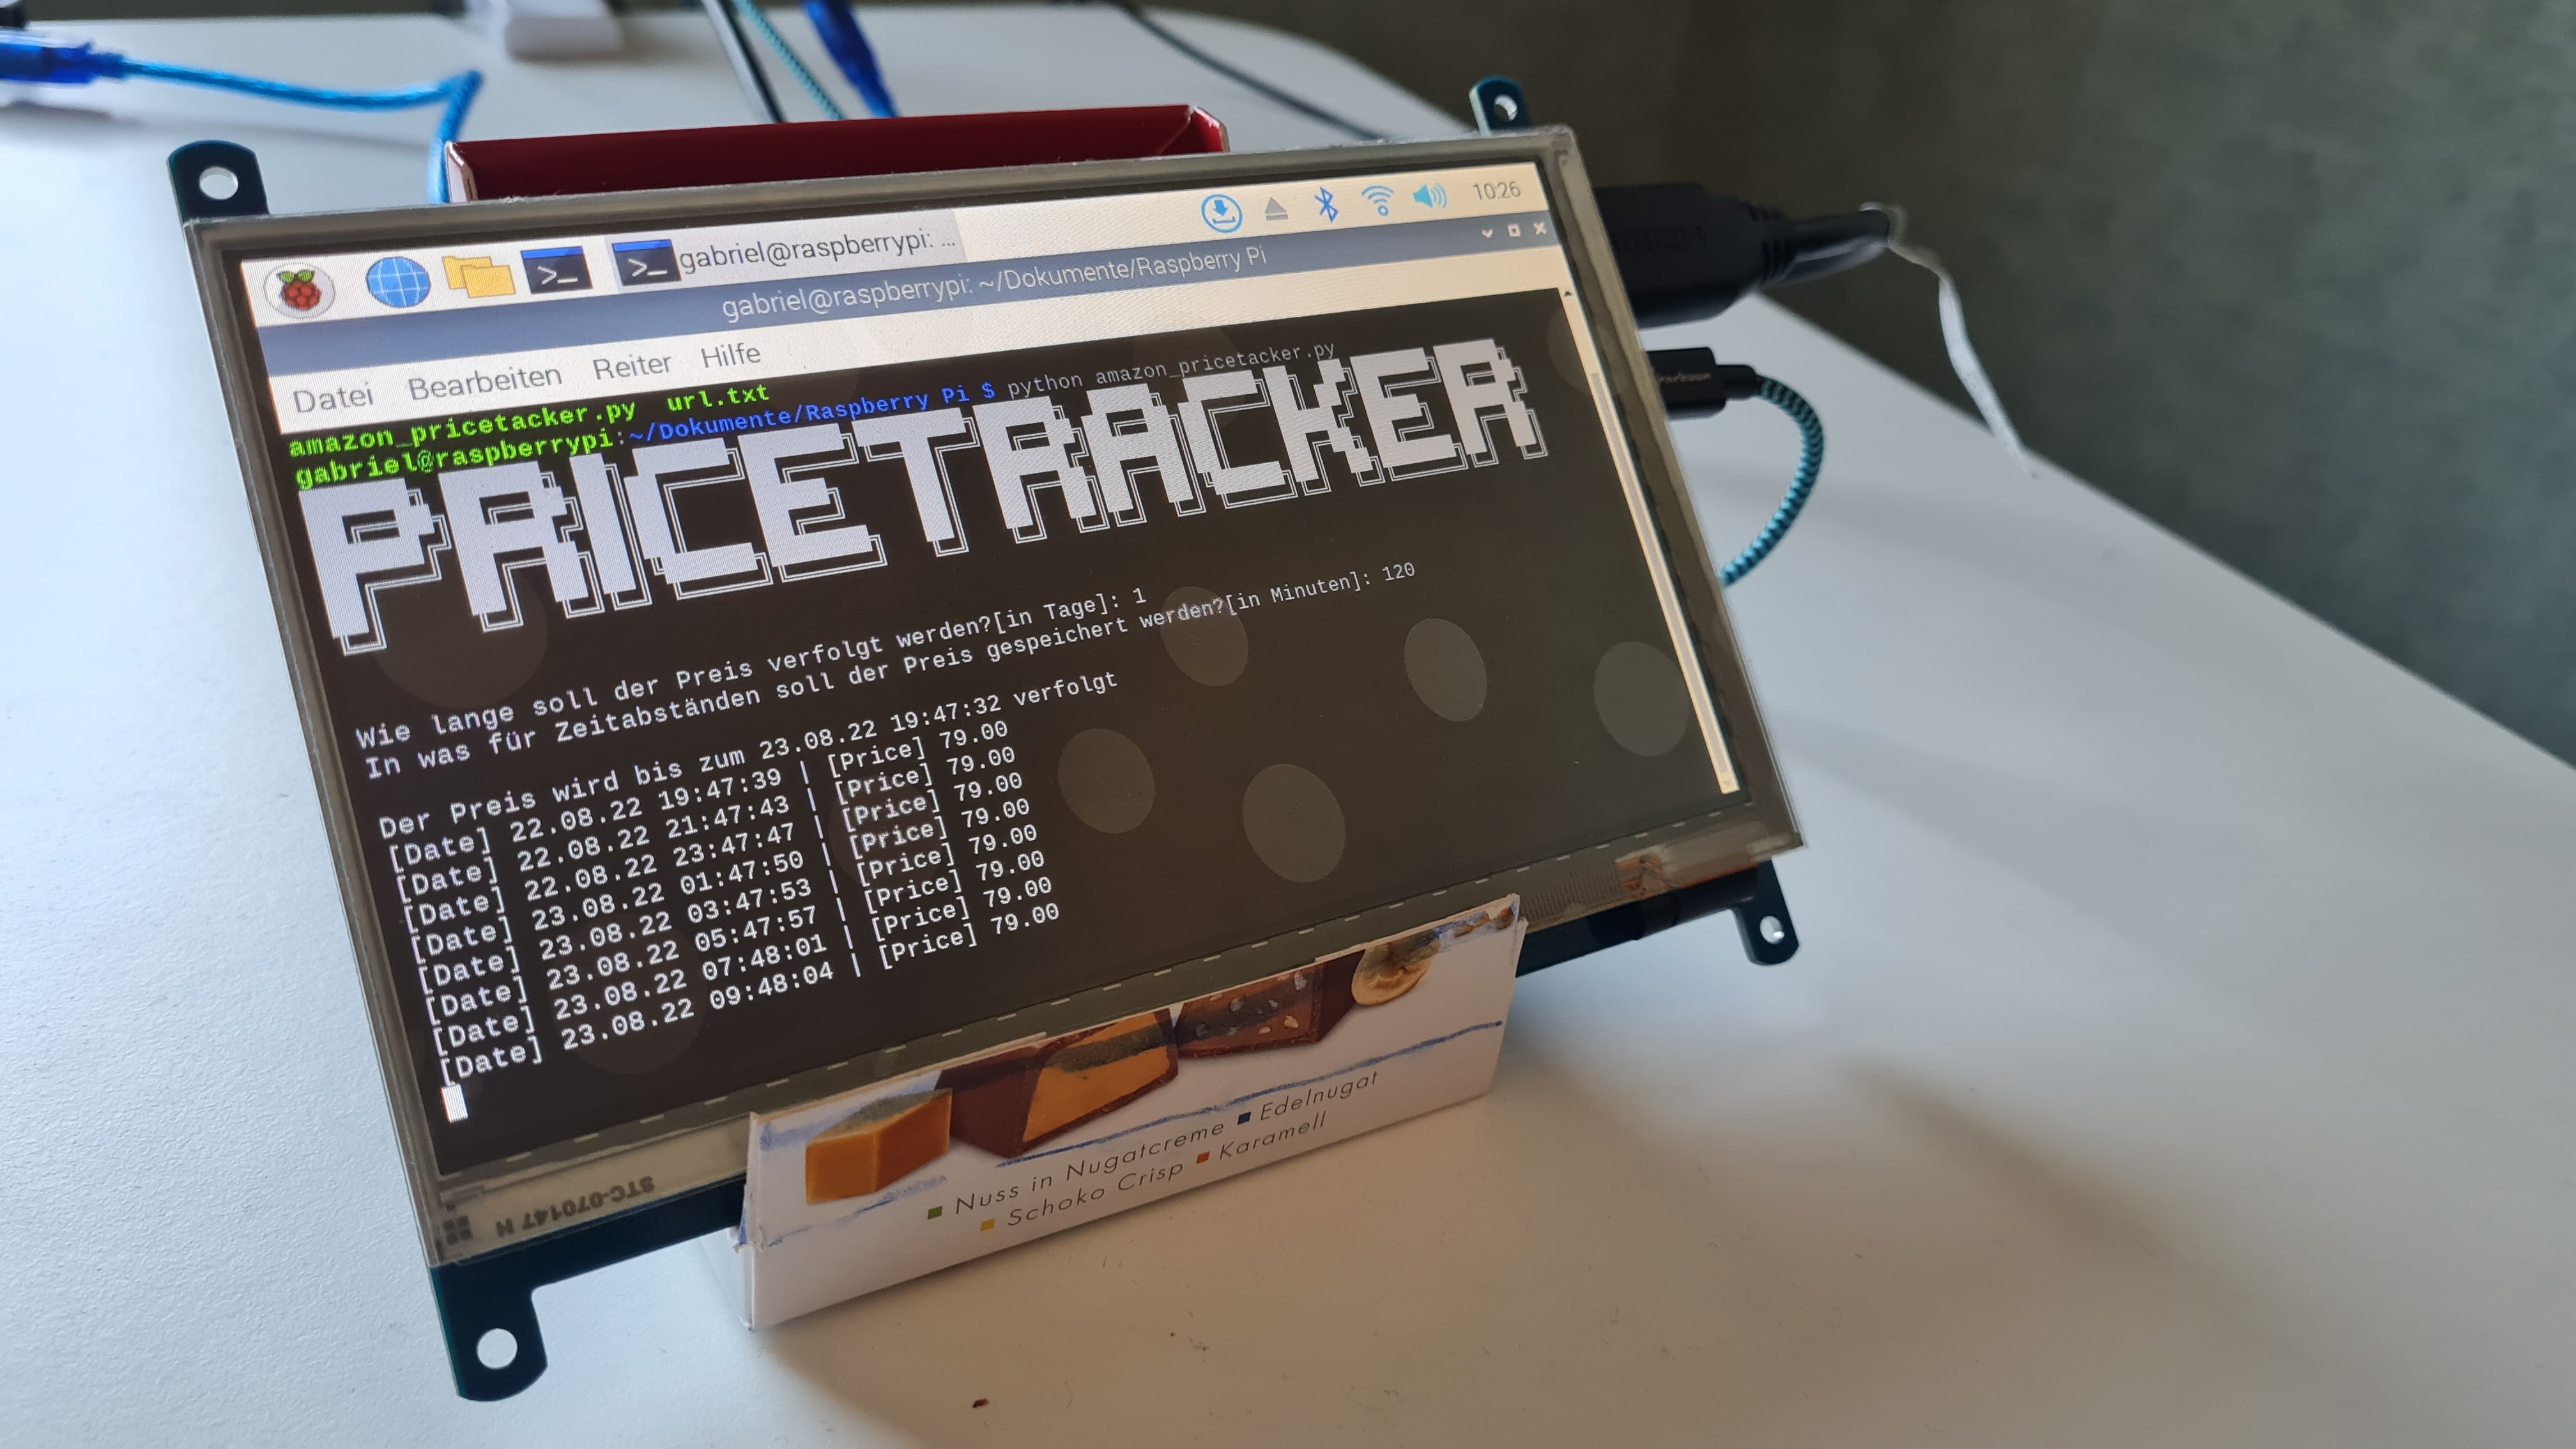 gabriel@raspberrypi: ...
10:26
gabriel@raspberrypi: ~/Dokumente/Raspberry Pi
Datei Bearbeiten Reiter Hilfe
amazon_pricetacker.py url.txt
gabriel@raspberrypi:~/Dokumente/Raspberry Pi $ python amazon_pricetacker.py
PRICETRACKER
Wie lange soll der Preis verfolgt werden?[in Tage]: 1
In was für Zeitabständen soll der Preis gespeichert werden?[in Minuten]: 120
Der Preis wird bis zum 23.08.22 19:47:32 verfolgt
[Date] 22.08.22 19:47:39 | [Price] 79.00
[Date] 22.08.22 21:47:43 | [Price] 79.00
[Date] 22.08.22 23:47:47 | [Price] 79.00
[Date] 23.08.22 01:47:50 | [Price] 79.00
[Date] 23.08.22 03:47:53 | [Price] 79.00
[Date] 23.08.22 05:47:57 | [Price] 79.00
[Date] 23.08.22 07:48:01 | [Price] 79.00
[Date] 23.08.22 09:48:04 | [Price] 79.00
STC-070147 H
Nuss in Nugatcreme Edelnugat
Schoko Crisp Karamell